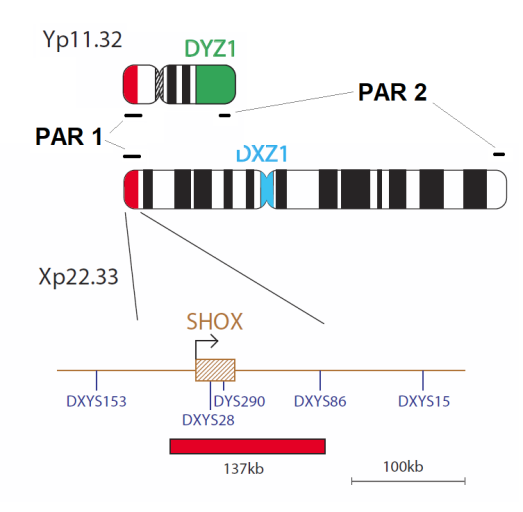 Yp11.32
DYZ1
PAR 2
PAR 1
DXZ1
Xp22.33
SHOX
DXYS153
DYS290
DXYS86
DXYS15
DXYS28
137kb
100kb